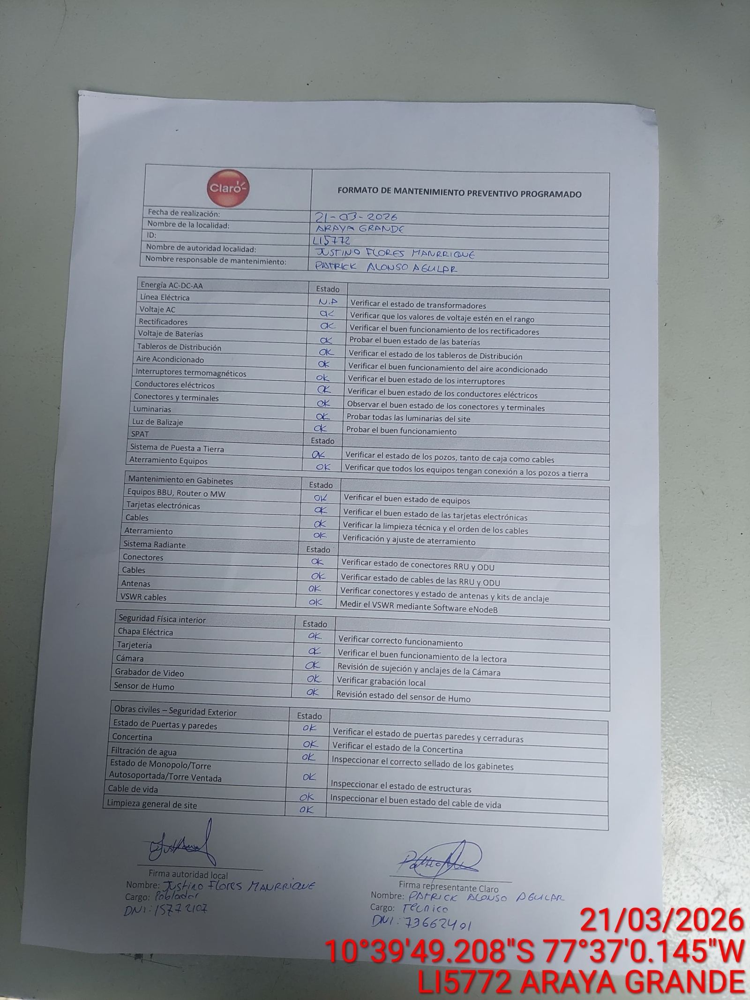 Claro
FORMATO DE MANTENIMIENTO PREVENTIVO PROGRAMADO
Fecha de realización: 21-03-2026
Nombre de la localidad: ARAYA GRANDE
ID: LI5772
Nombre de autoridad localidad: JUSTINO FLORES MANRRIQUE
Nombre responsable de mantenimiento: PATRICK ALONSO AGUILAR
Energía AC-DC-AA Estado
Línea Eléctrica N.A Verificar el estado de transformadores
Voltaje AC OK Verificar que los valores de voltaje estén en el rango
Rectificadores OK Verificar el buen funcionamiento de los rectificadores
Voltaje de Baterías OK Probar el buen estado de las baterías
Tableros de Distribución OK Verificar el estado de los tableros de Distribución
Aire Acondicionado OK Verificar el buen funcionamiento del aire acondicionado
Interruptores termomagnéticos OK Verificar el buen estado de los interruptores
Conductores eléctricos OK Verificar el buen estado de los conductores eléctricos
Conectores y terminales OK Observar el buen estado de los conectores y terminales
Luminarias OK Probar todas las luminarias del site
Luz de Balizaje OK Probar el buen funcionamiento
SPAT Estado
Sistema de Puesta a Tierra OK Verificar el estado de los pozos, tanto de caja como cables
Aterramiento Equipos OK Verificar que todos los equipos tengan conexión a los pozos a tierra
Mantenimiento en Gabinetes Estado
Equipos BBU, Router o MW OK Verificar el buen estado de equipos
Tarjetas electrónicas OK Verificar el buen estado de las tarjetas electrónicas
Cables OK Verificar la limpieza técnica y el orden de los cables
Aterramiento OK Verificación y ajuste de aterramiento
Sistema Radiante Estado
Conectores OK Verificar estado de conectores RRU y ODU
Cables OK Verificar estado de cables de las RRU y ODU
Antenas OK Verificar conectores y estado de antenas y kits de anclaje
VSWR cables OK Medir el VSWR mediante Software eNodeB
Seguridad Física interior Estado
Chapa Eléctrica OK Verificar correcto funcionamiento
Tarjetería OK Verificar el buen funcionamiento de la lectora
Cámara OK Revisión de sujeción y anclajes de la Cámara
Grabador de Video OK Verificar grabación local
Sensor de Humo OK Revisión estado del sensor de Humo
Obras civiles – Seguridad Exterior Estado
Estado de Puertas y paredes OK Verificar el estado de puertas paredes y cerraduras
Concertina OK Verificar el estado de la Concertina
Filtración de agua OK Inspeccionar el correcto sellado de los gabinetes
Estado de Monopolo/Torre
Autosoportada/Torre Ventada OK Inspeccionar el estado de estructuras
Cable de vida OK Inspeccionar el buen estado del cable de vida
Limpieza general de site OK
Firma autoridad local
Nombre: Justino Flores MANRRIQUE
Cargo: Poblador
DNI: 15772107
Firma representante Claro
Nombre: PATRICK ALONSO AGUILAR
Cargo: Tecnico
DNI: 73662401
21/03/2026
10°39'49.208"S 77°37'0.145"W
LI5772 ARAYA GRANDE